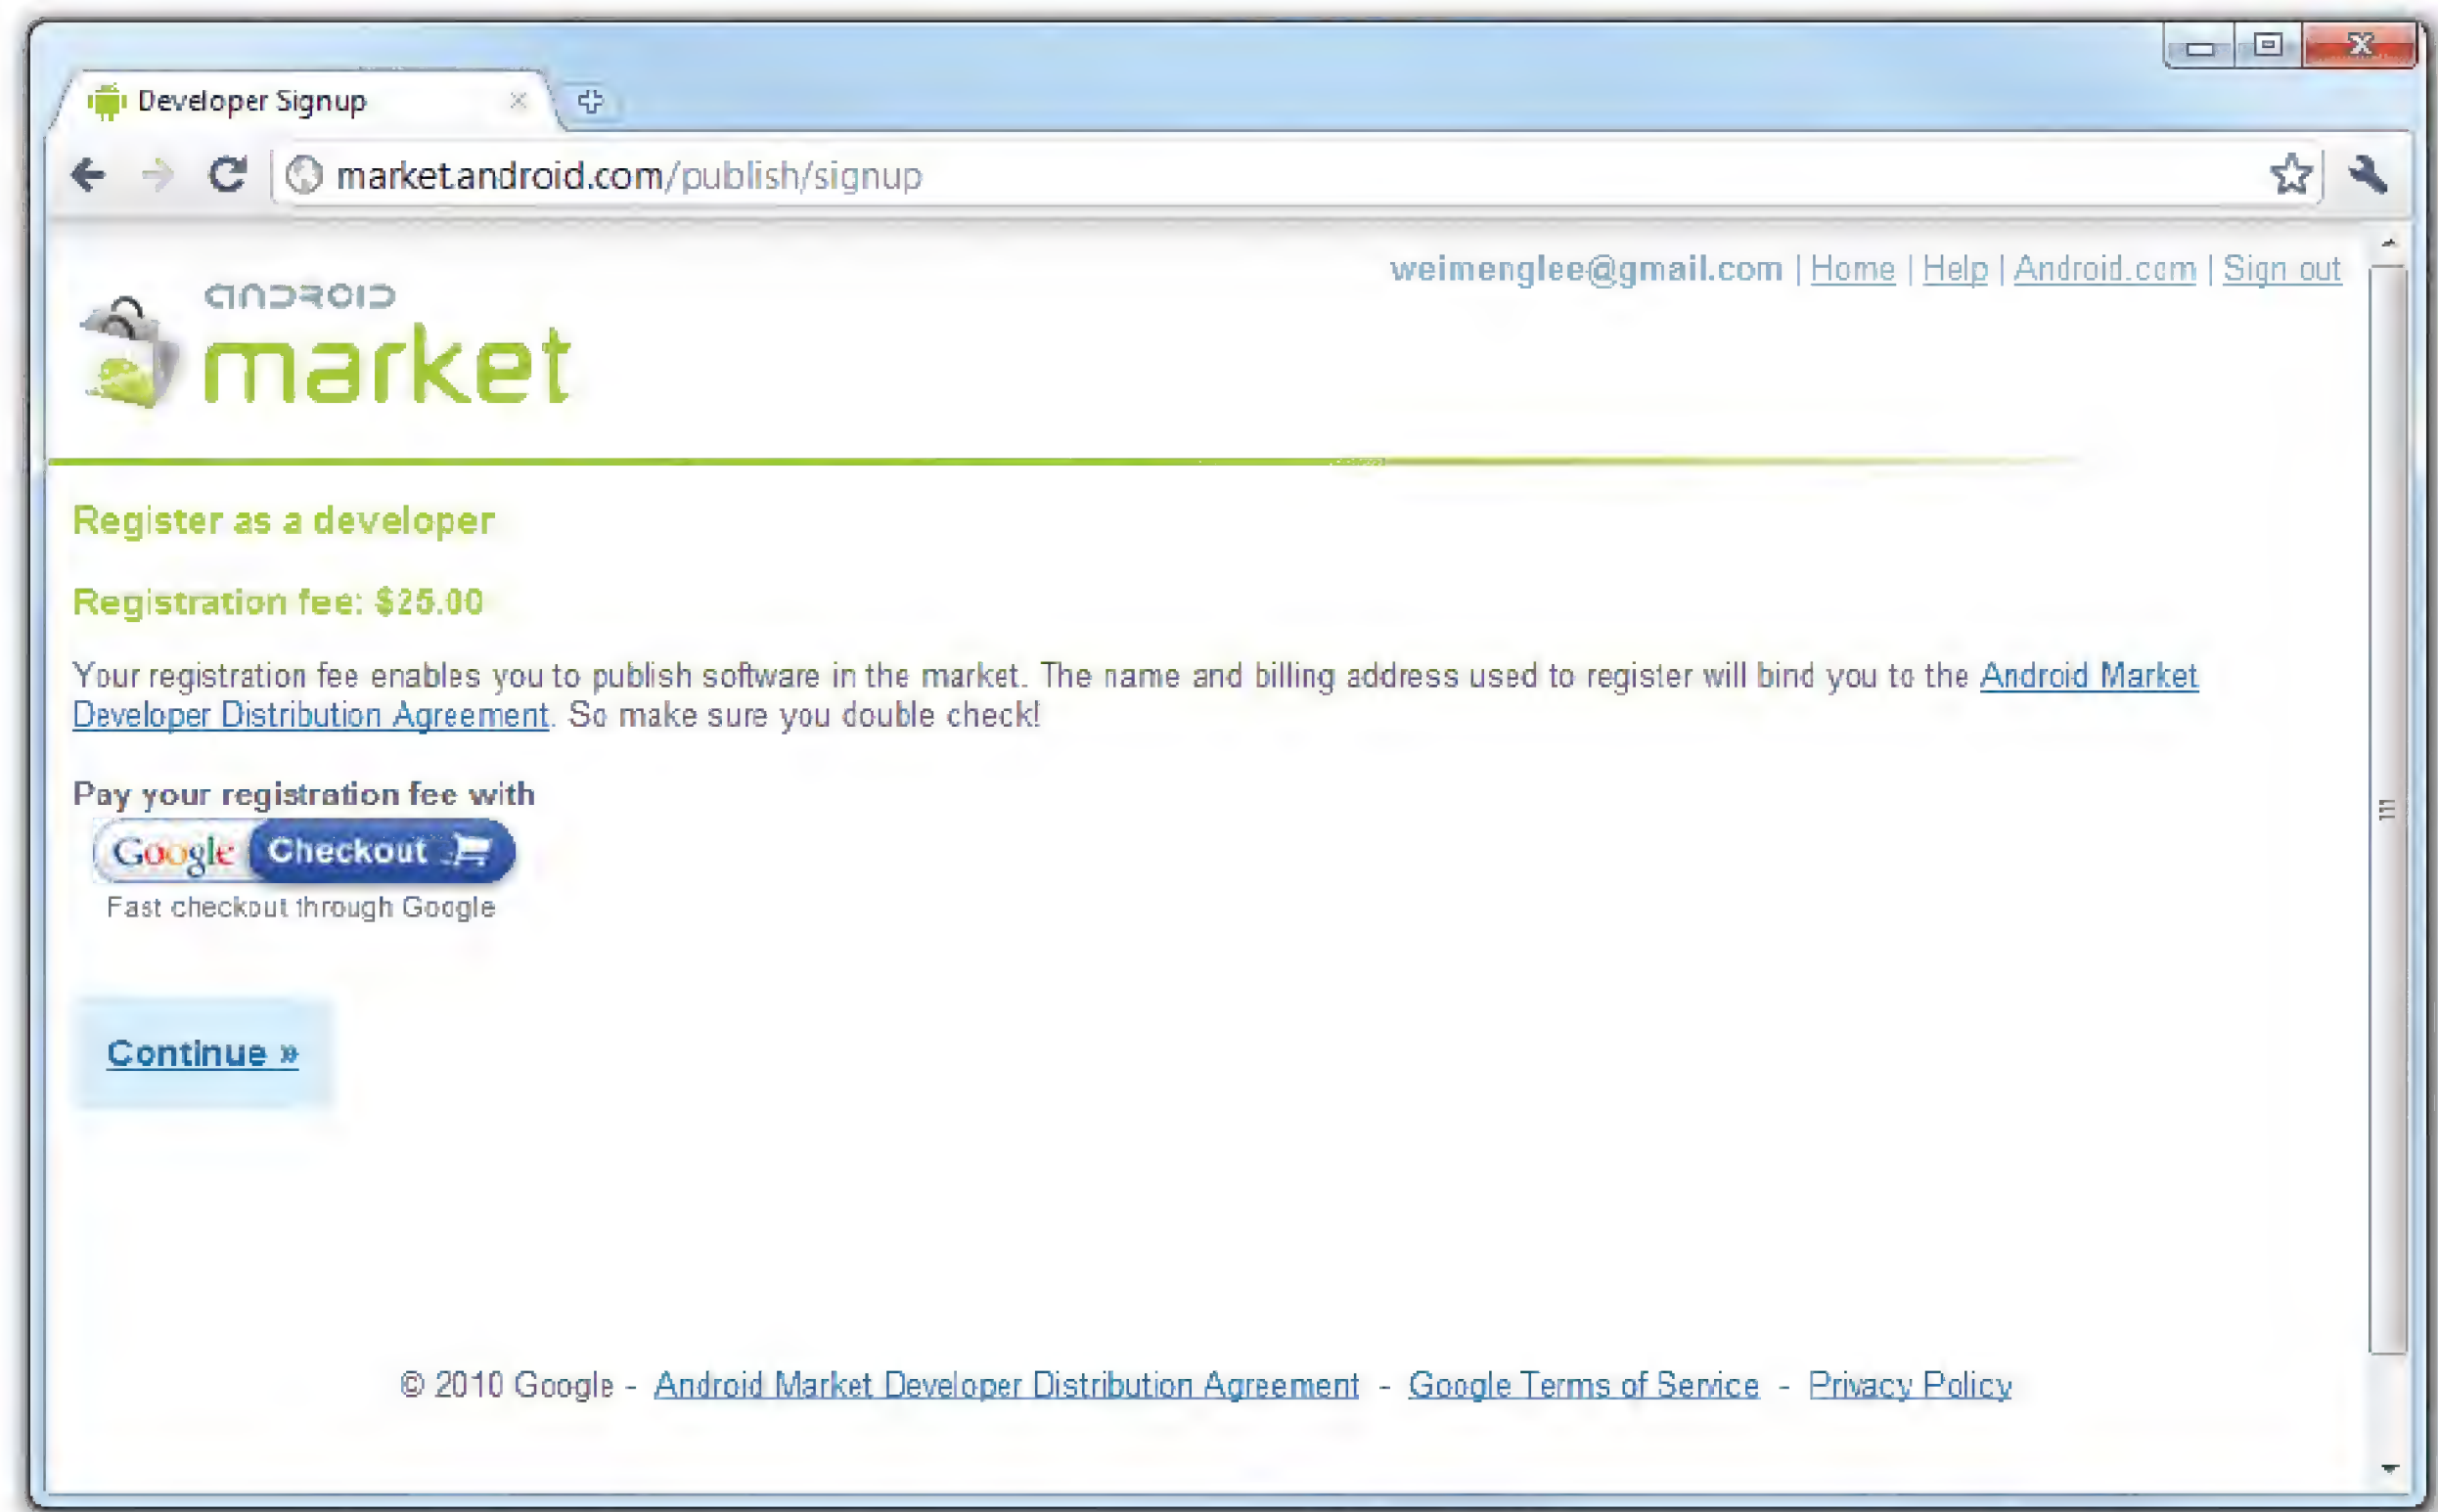 Developer Signup
market.android.com/publish/signup
weimenglee@gmail.com | Home | Help | Android.com | Sign out
android
market
Register as a developer
Registration fee: $25.00
Your registration fee enables you to publish software in the market. The name and billing address used to register will bind you to the Android Market
Developer Distribution Agreement. So make sure you double check!
Pay your registration fee with
Google Checkout
Fast checkout through Google
Continue »
© 2010 Google - Android Market Developer Distribution Agreement - Google Terms of Service - Privacy Policy